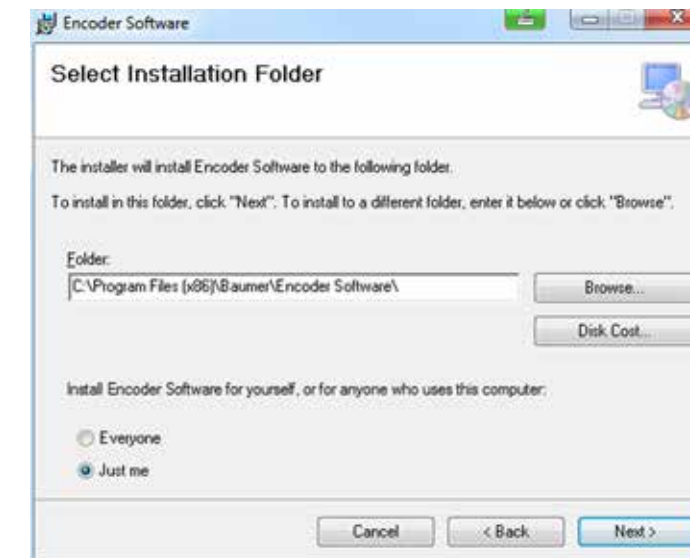 Encoder Software
Select Installation Folder
The installer will install Encoder Software to the following folder.
To install in this folder, click "Next". To install to a different folder, enter it below or click "Browse".
Folder:
C:\Program Files (x86)\Baumer\Encoder Software\
Browse...
Disk Cost...
Install Encoder Software for yourself, or for anyone who uses this computer:
Everyone
Just me
Cancel
< Back
Next >